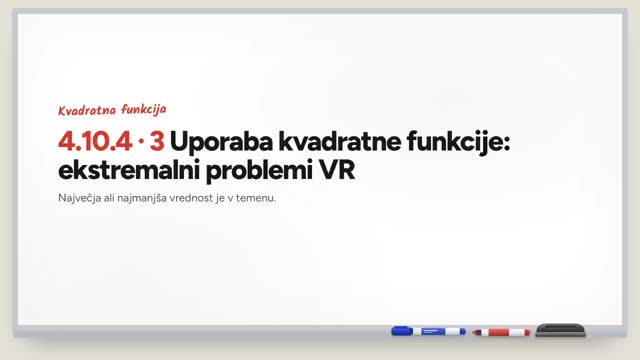 Kvadratna funkcija
4.10.4 · 3 Uporaba kvadratne funkcije:
ekstremalni problemi VR
Največja ali najmanjša vrednost je v temenu.